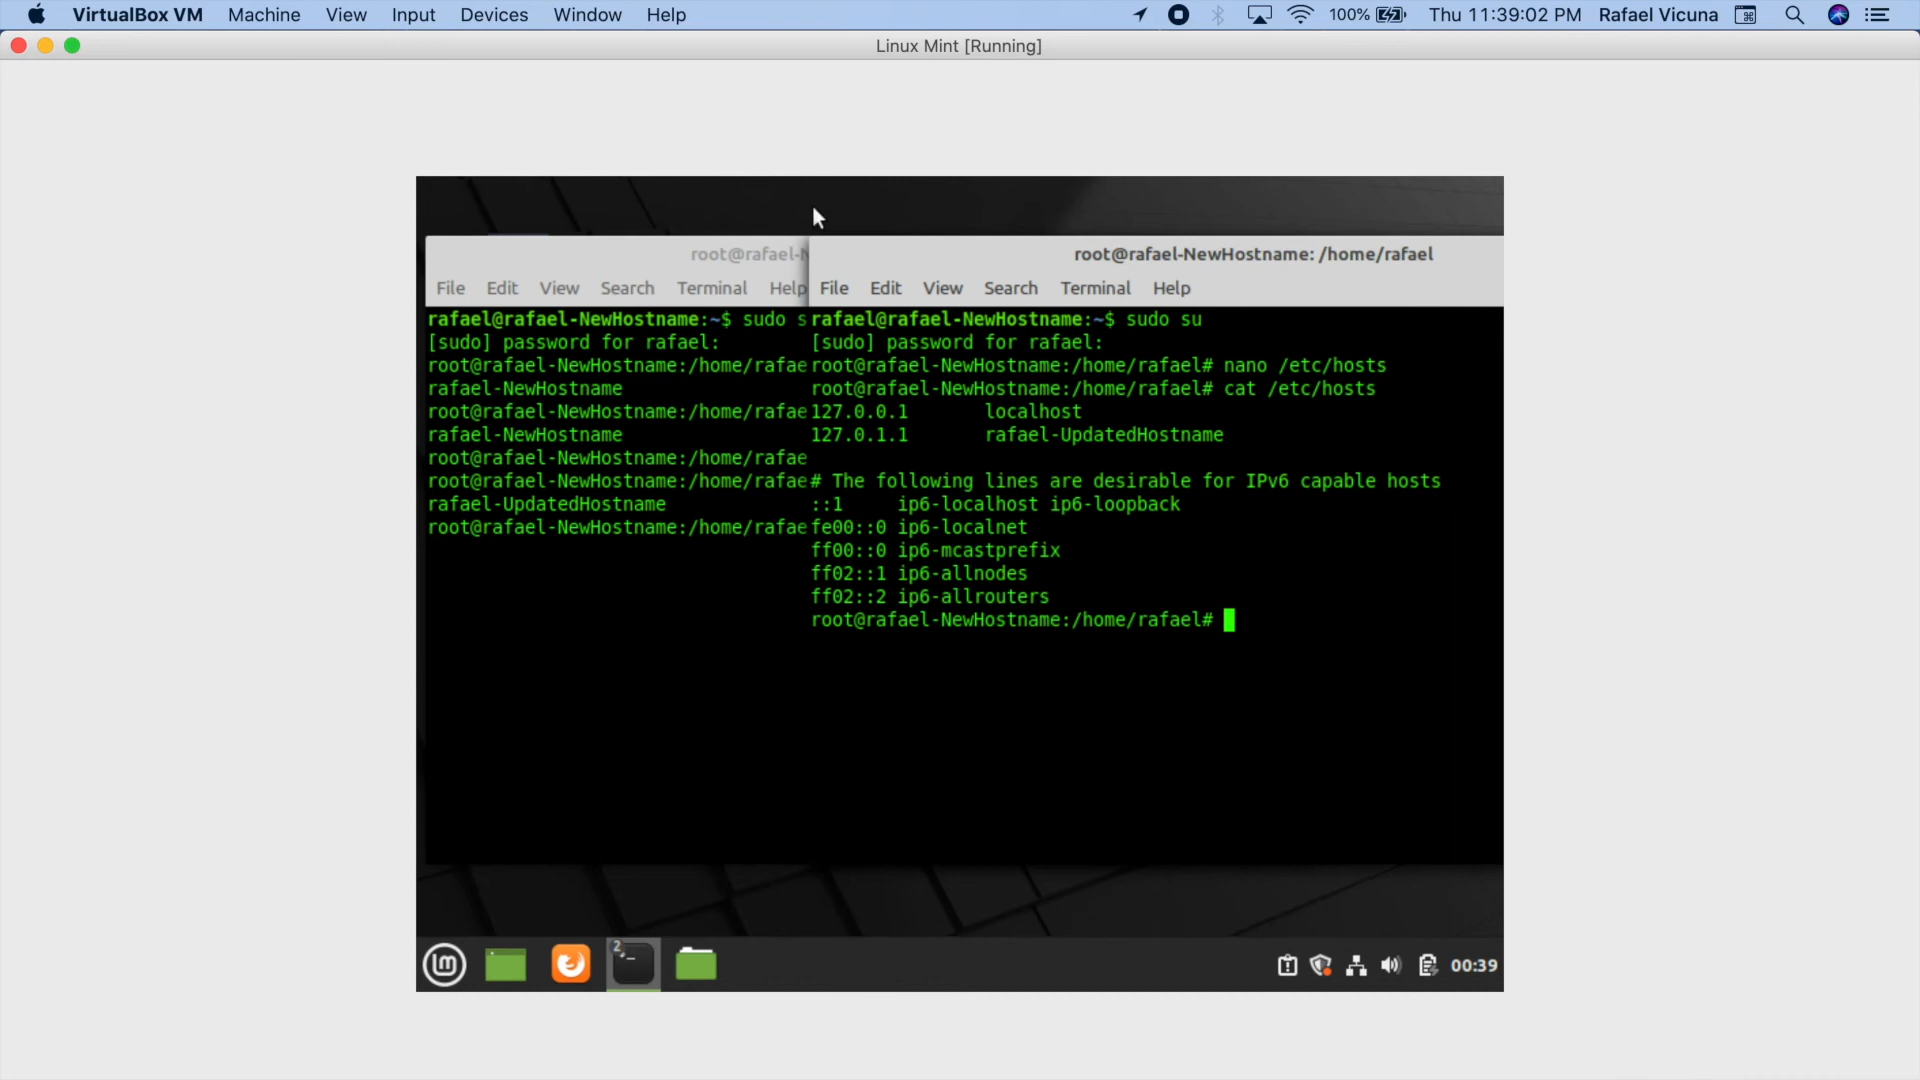 VirtualBox VM Machine View Input Devices Window Help 100% Thu 11:39:02 PM Rafael Vicuna
Linux Mint [Running]
root@rafael-N
File Edit View Search Terminal Help
rafael@rafael-NewHostname:~$ sudo s
[sudo] password for rafael:
root@rafael-NewHostname:/home/rafae
rafael-NewHostname
root@rafael-NewHostname:/home/rafae
rafael-NewHostname
root@rafael-NewHostname:/home/rafae
root@rafael-NewHostname:/home/rafae
rafael-UpdatedHostname
root@rafael-NewHostname:/home/rafae
root@rafael-NewHostname: /home/rafael
File Edit View Search Terminal Help
rafael@rafael-NewHostname:~$ sudo su
[sudo] password for rafael:
root@rafael-NewHostname:/home/rafael# nano /etc/hosts
root@rafael-NewHostname:/home/rafael# cat /etc/hosts
127.0.0.1 localhost
127.0.1.1 rafael-UpdatedHostname
# The following lines are desirable for IPv6 capable hosts
::1 ip6-localhost ip6-loopback
fe00::0 ip6-localnet
ff00::0 ip6-mcastprefix
ff02::1 ip6-allnodes
ff02::2 ip6-allrouters
root@rafael-NewHostname:/home/rafael#
2
00:39